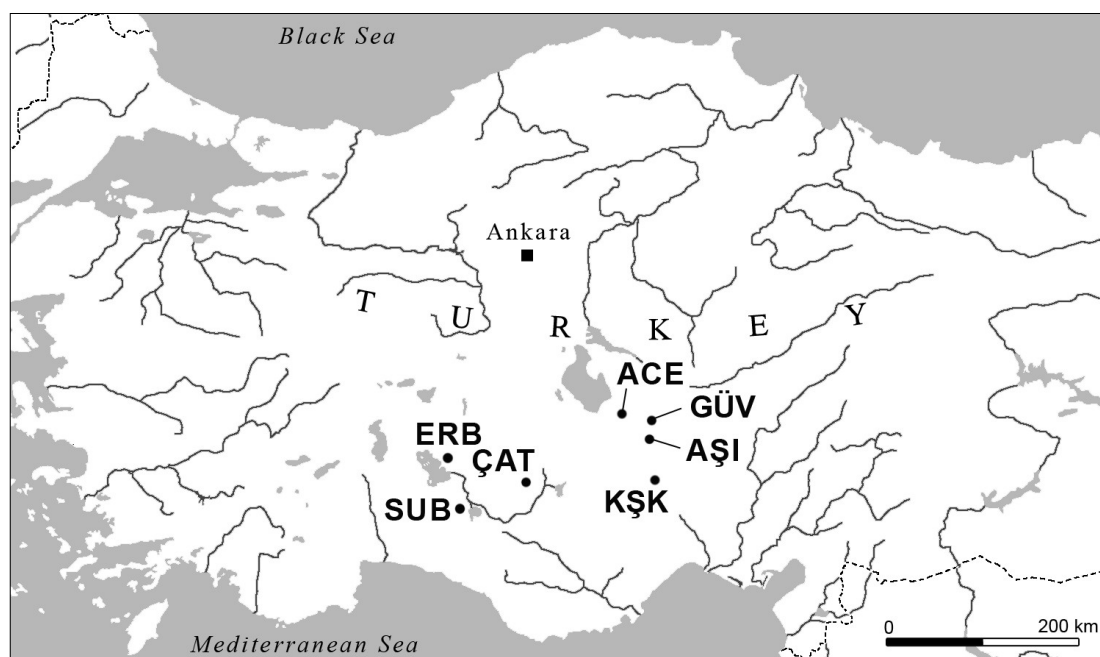 Black Sea
Ankara
T U R K E Y
ACE
GÜV
ERB
AŞI
ÇAT
KŞK
SUB
0 200 km
Mediterranean Sea